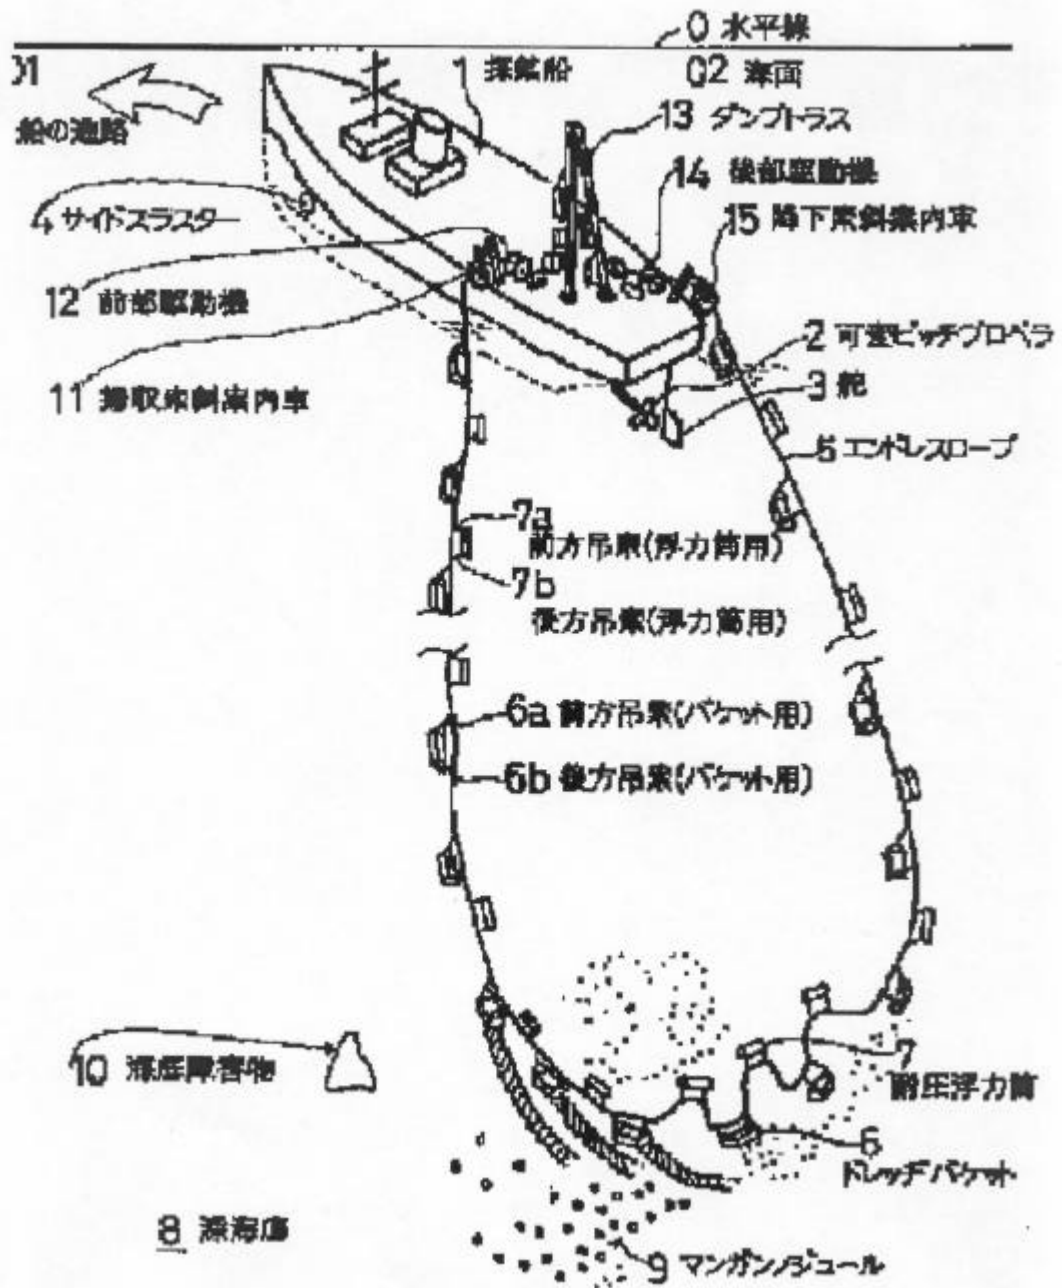 0 水平線
01
02 海面
1 探鉱船
船の進路
13 ダンプトラス
14 後部駆動機
4 サイドスラスター
15 降下傾斜案内車
12 前部駆動機
2 可変ピッチプロペラ
11 揚収傾斜案内車
3 舵
5 エンドレスロープ
7a
前方吊索(浮力筒用)
7b
後方吊索(浮力筒用)
6a 前方吊索(バケット用)
6b 後方吊索(バケット用)
10 海底障害物
7
耐圧浮力筒
6
ドレッヂバケット
8 深海底
9 マンガンノジュール